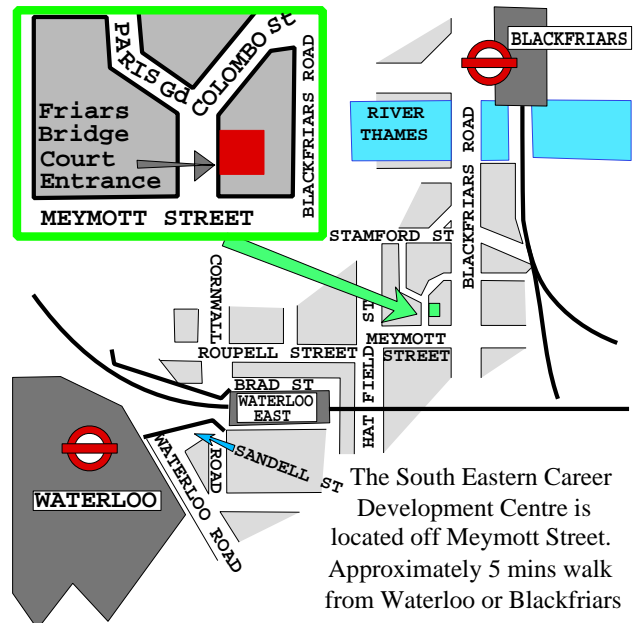 PARIS Gd
COLOMBO St
BLACKFRIARS ROAD
Friars
Bridge
Court
Entrance
MEYMOTT STREET
BLACKFRIARS
RIVER
THAMES
BLACKFRIARS ROAD
STAMFORD ST
CORNWALL
ROAD
HAT FIELD ST
MEYMOTT
STREET
ROUPELL STREET
BRAD ST
WATERLOO
EAST
SANDELL ST
WATERLOO ROAD
WATERLOO
The South Eastern Career
Development Centre is
located off Meymott Street.
Approximately 5 mins walk
from Waterloo or Blackfriars